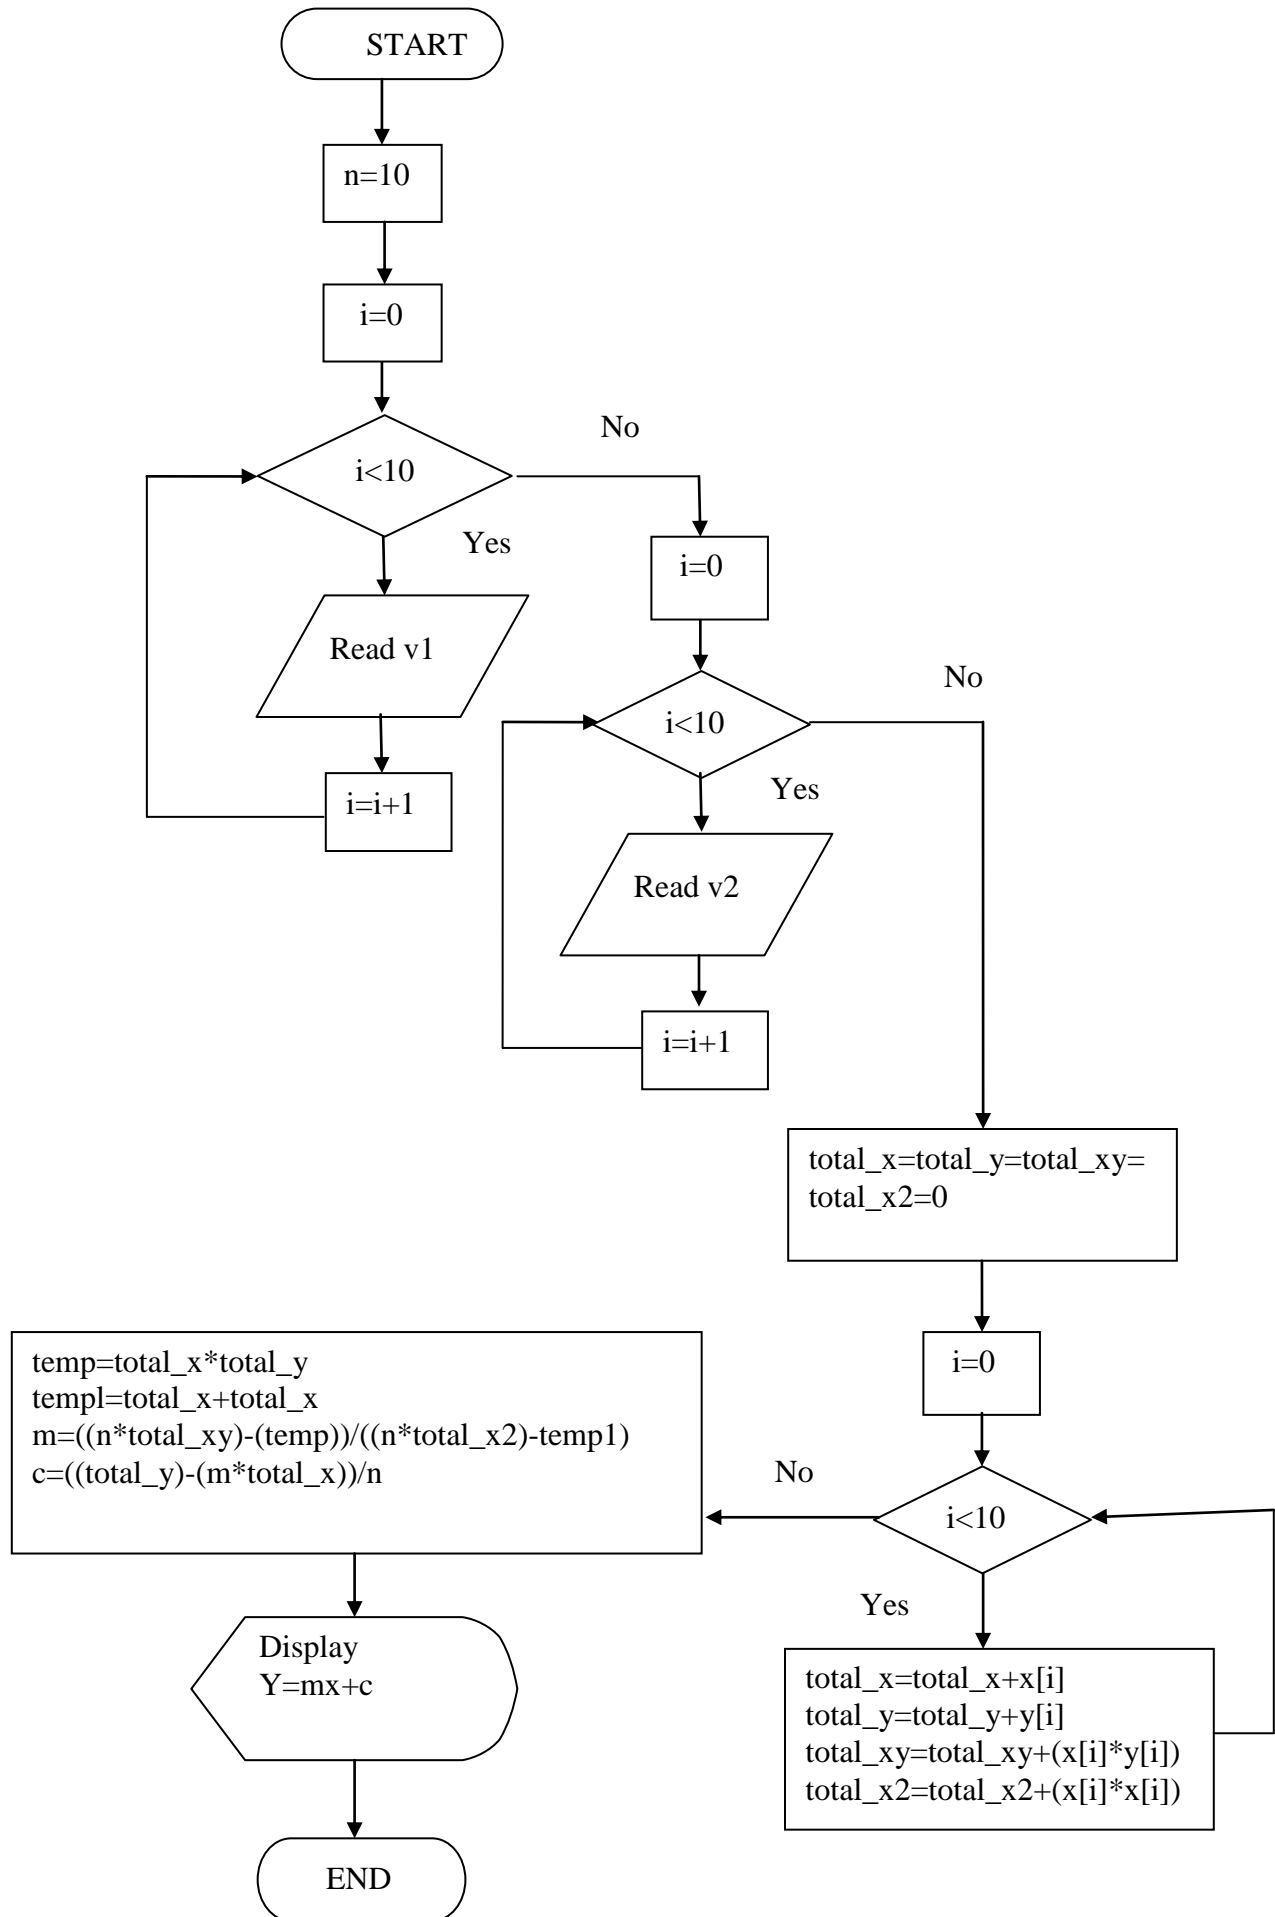 START
n=10
i=0
i<10
No
Yes
Read v1
i=i+1
i=0
i<10
No
Yes
Read v2
i=i+1
total_x=total_y=total_xy=
total_x2=0
i=0
i<10
No
Yes
total_x=total_x+x[i]
total_y=total_y+y[i]
total_xy=total_xy+(x[i]*y[i])
total_x2=total_x2+(x[i]*x[i])
temp=total_x*total_y
templ=total_x+total_x
m=((n*total_xy)-(temp))/((n*total_x2)-temp1)
c=((total_y)-(m*total_x))/n
Display
Y=mx+c
END